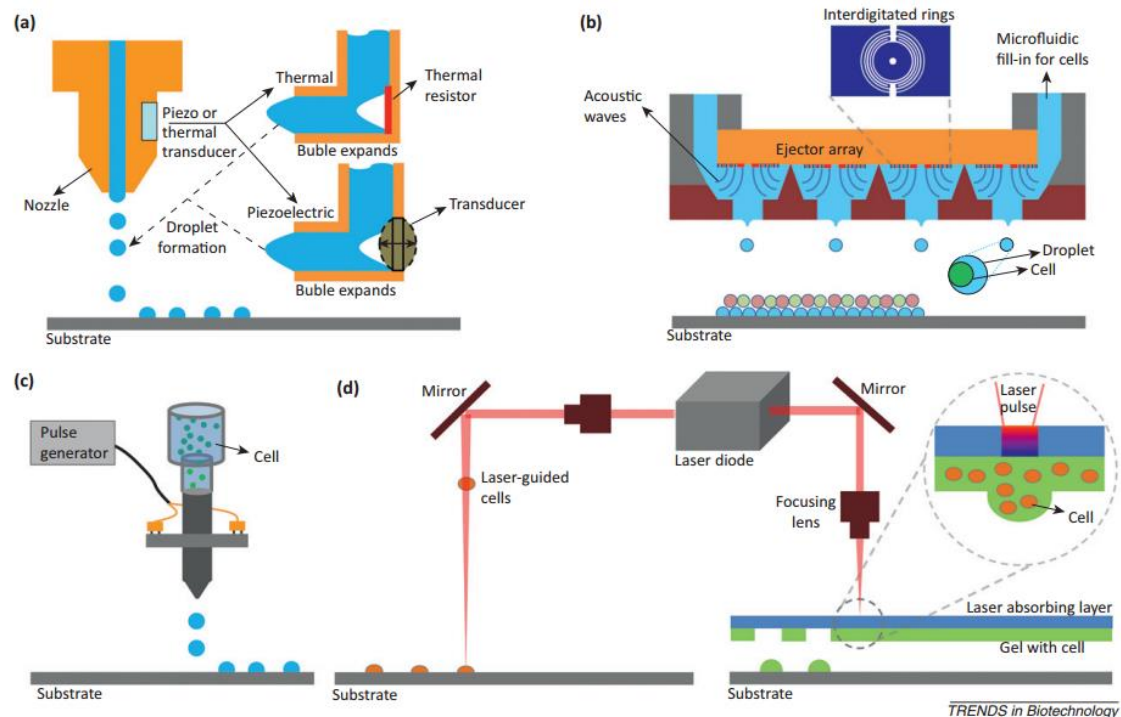 (a)
Thermal
Thermal
resistor
Piezo or
thermal
transducer
Buble expands
Nozzle
Piezoelectric
Transducer
Droplet
formation
Buble expands
Substrate
(b)
Interdigitated rings
Microfluidic
fill-in for cells
Acoustic
waves
Ejector array
Droplet
Cell
Substrate
(c)
Pulse
generator
Cell
Substrate
(d)
Mirror
Mirror
Laser diode
Laser-guided
cells
Focusing
lens
Laser
pulse
Cell
Laser absorbing layer
Gel with cell
Substrate
TRENDS in Biotechnology